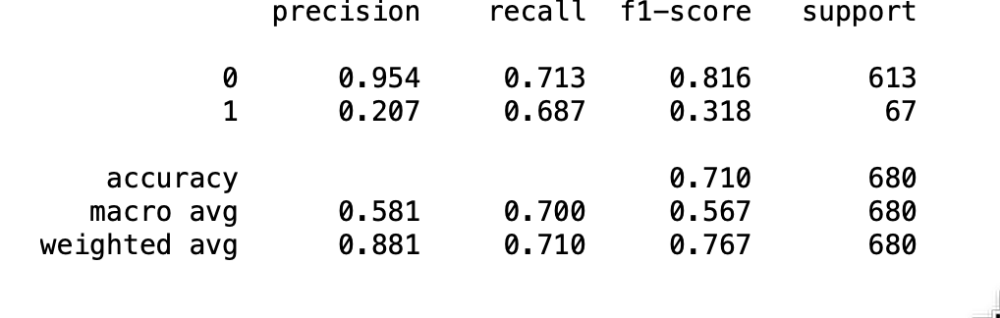 precision recall f1-score support
0 0.954 0.713 0.816 613
1 0.207 0.687 0.318 67
accuracy 0.710 680
macro avg 0.581 0.700 0.567 680
weighted avg 0.881 0.710 0.767 680